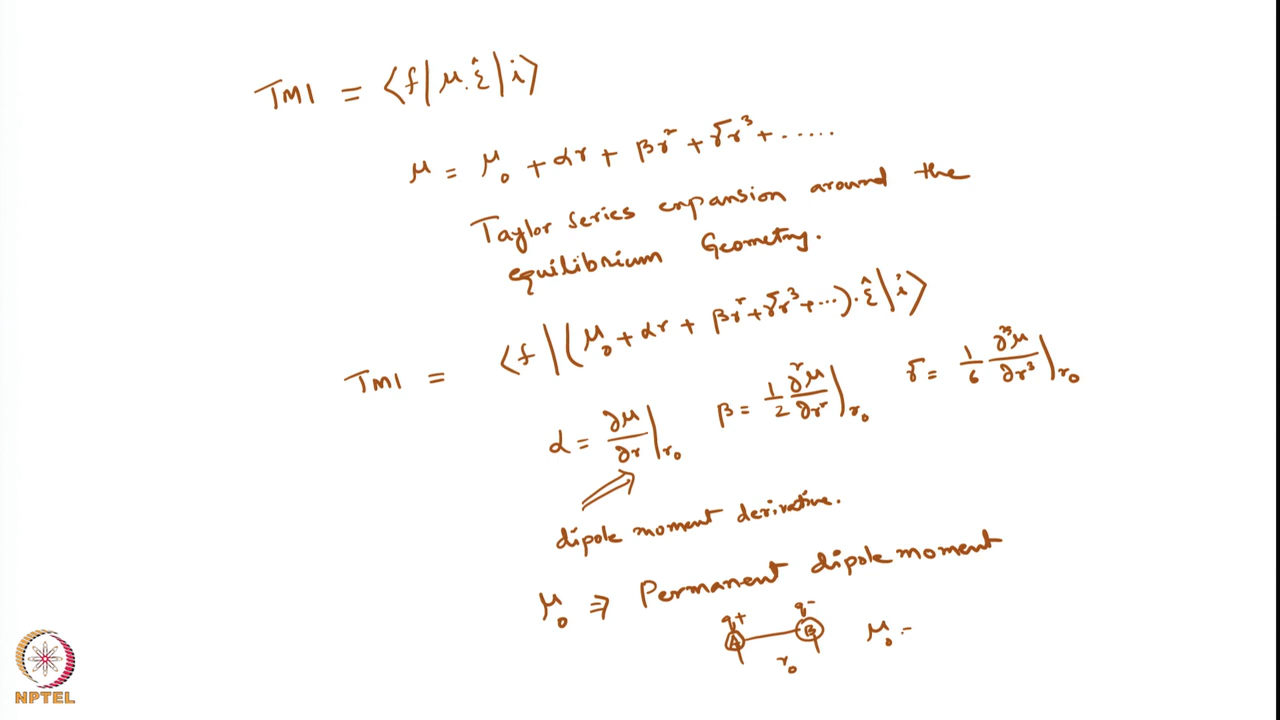 TMI = ⟨f|μ.ε̂|i⟩
μ = μ₀ + αr + βr² + γr³ + .....
Taylor series expansion around the
equilibrium Geometry.
TMI = ⟨f|(μ₀ + αr + βr² + γr³ + ...).ε̂|i⟩
α = ∂μ/∂r|r₀ β = 1/2 ∂²μ/∂r²|r₀ γ = 1/6 ∂³μ/∂r³|r₀
dipole moment derivative.
μ₀ ⇒ Permanent dipole moment
q+ q-
A B μ₀ =
r₀
NPTEL